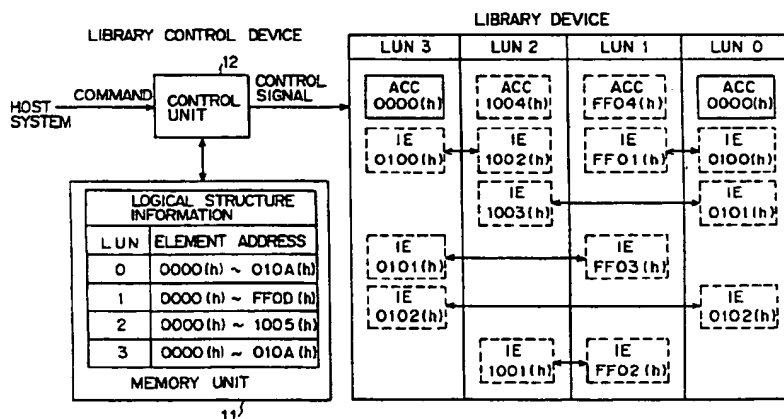 LIBRARY CONTROL DEVICE
12
HOST SYSTEM
COMMAND
CONTROL UNIT
CONTROL SIGNAL
LOGICAL STRUCTURE
INFORMATION
LUN ELEMENT ADDRESS
0 0000(h) ~ 010A(h)
1 0000(h) ~ FF0D(h)
2 0000(h) ~ 1005(h)
3 0000(h) ~ 010A(h)
MEMORY UNIT
11
LIBRARY DEVICE
LUN 3 LUN 2 LUN 1 LUN 0
ACC ACC ACC ACC
0000(h) 1004(h) FF04(h) 0000(h)
IE IE IE IE
0100(h) 1002(h) FF01(h) 0100(h)
IE IE
1003(h) 0101(h)
IE IE
0101(h) FF03(h)
IE IE
0102(h) 0102(h)
IE IE
1001(h) FF02(h)